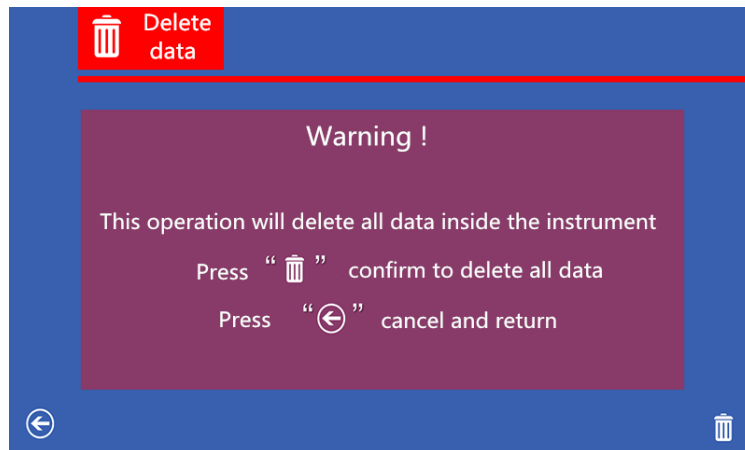 Delete
data
Warning !
This operation will delete all data inside the instrument
Press “ ” confirm to delete all data
Press “ ” cancel and return